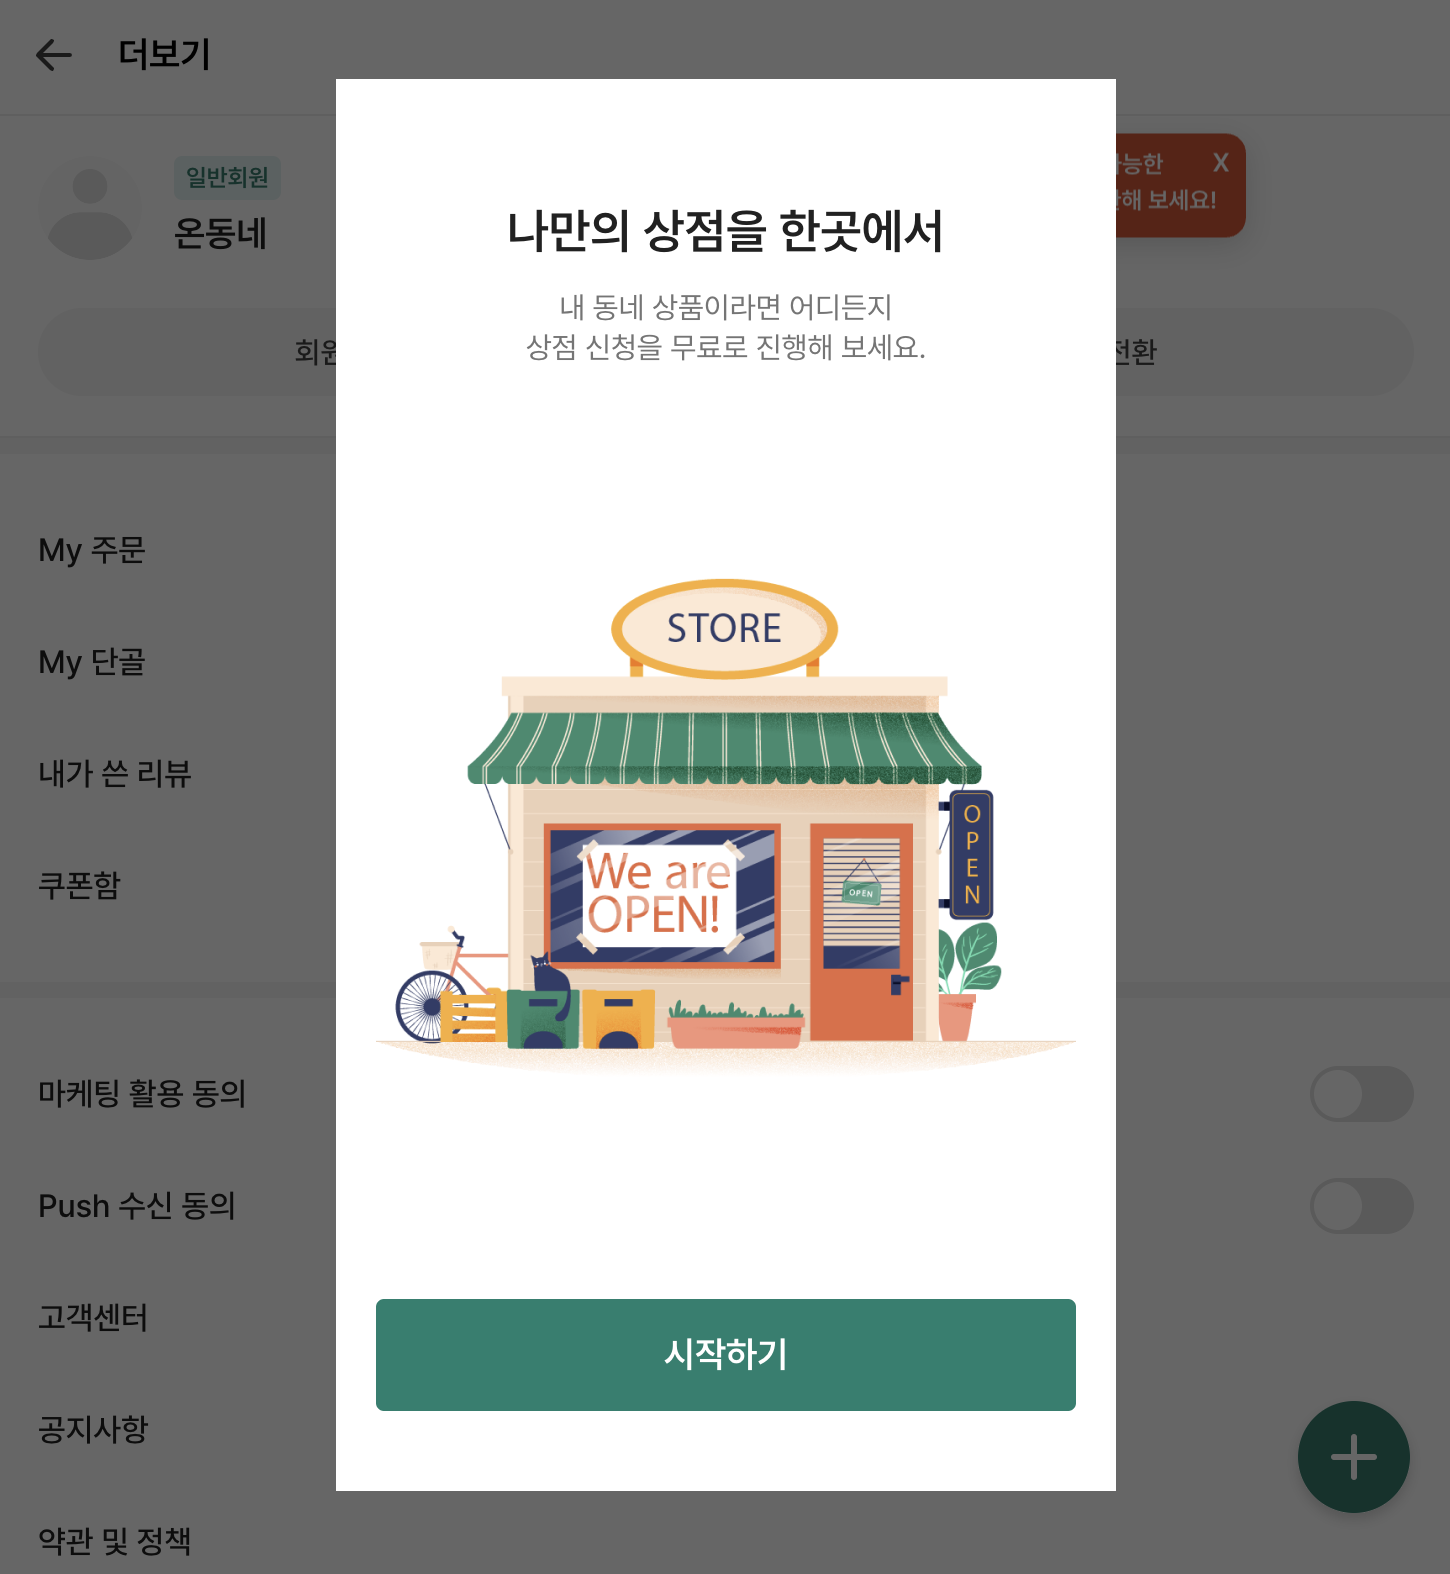 더보기
일반회원
온동네
능한 X
해 보세요!
회원
전환
나만의 상점을 한곳에서
내 동네 상품이라면 어디든지
상점 신청을 무료로 진행해 보세요.
My 주문
My 단골
내가 쓴 리뷰
쿠폰함
STORE
We are
OPEN!
OPEN
OPEN
마케팅 활용 동의
Push 수신 동의
고객센터
공지사항
약관 및 정책
시작하기